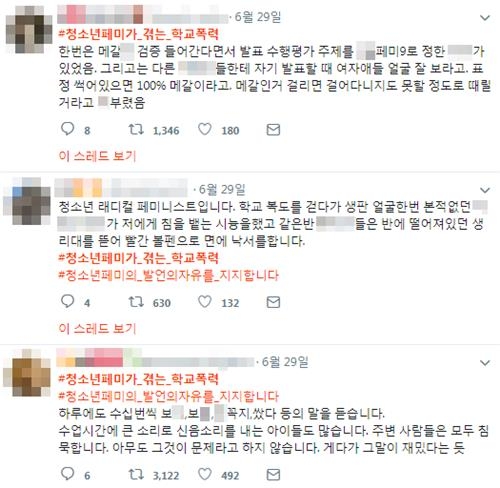 6월 29일
#청소년페미가_겪는_학교폭력
한번은 메갈 검증 들어간다면서 발표 수행평가 주제를 페미9로 정한 가
있었음. 그리고는 다른 들한테 자기 발표할 때 여자애들 얼굴 잘 보라고. 표
정 썩어있으면 100% 메갈이라고. 메갈인거 걸리면 걸어다니지도 못할 정도로 때릴
거라고 부렸음
8 1,346 180
이 스레드 보기
· 6월 29일
청소년 래디컬 페미니스트입니다. 학교 복도를 걷다가 생판 얼굴한번 본적없던
가 저에게 침을 뱉는 시능을했고 같은반 들은 반에 떨어져있던 생
리대를 뜯어 빨간 볼펜으로 면에 낙서를합니다.
#청소년페미가_겪는_학교폭력
#청소년페미의_발언의자유를_지지합니다
4 630 132
이 스레드 보기
· 6월 29일
#청소년페미가_겪는_학교폭력
#청소년페미의_발언의자유를_지지합니다
하루에도 수십번씩 보 ,보 , 꼭지,쌌다 등의 말을 듣습니다.
수업시간에 큰 소리로 신음소리를 내는 아이들도 많습니다. 주변 사람들은 모두 침
묵합니다. 아무도 그것이 문제라고 하지 않습니다. 게다가 그말이 재밌다는 듯
6 3,122 492